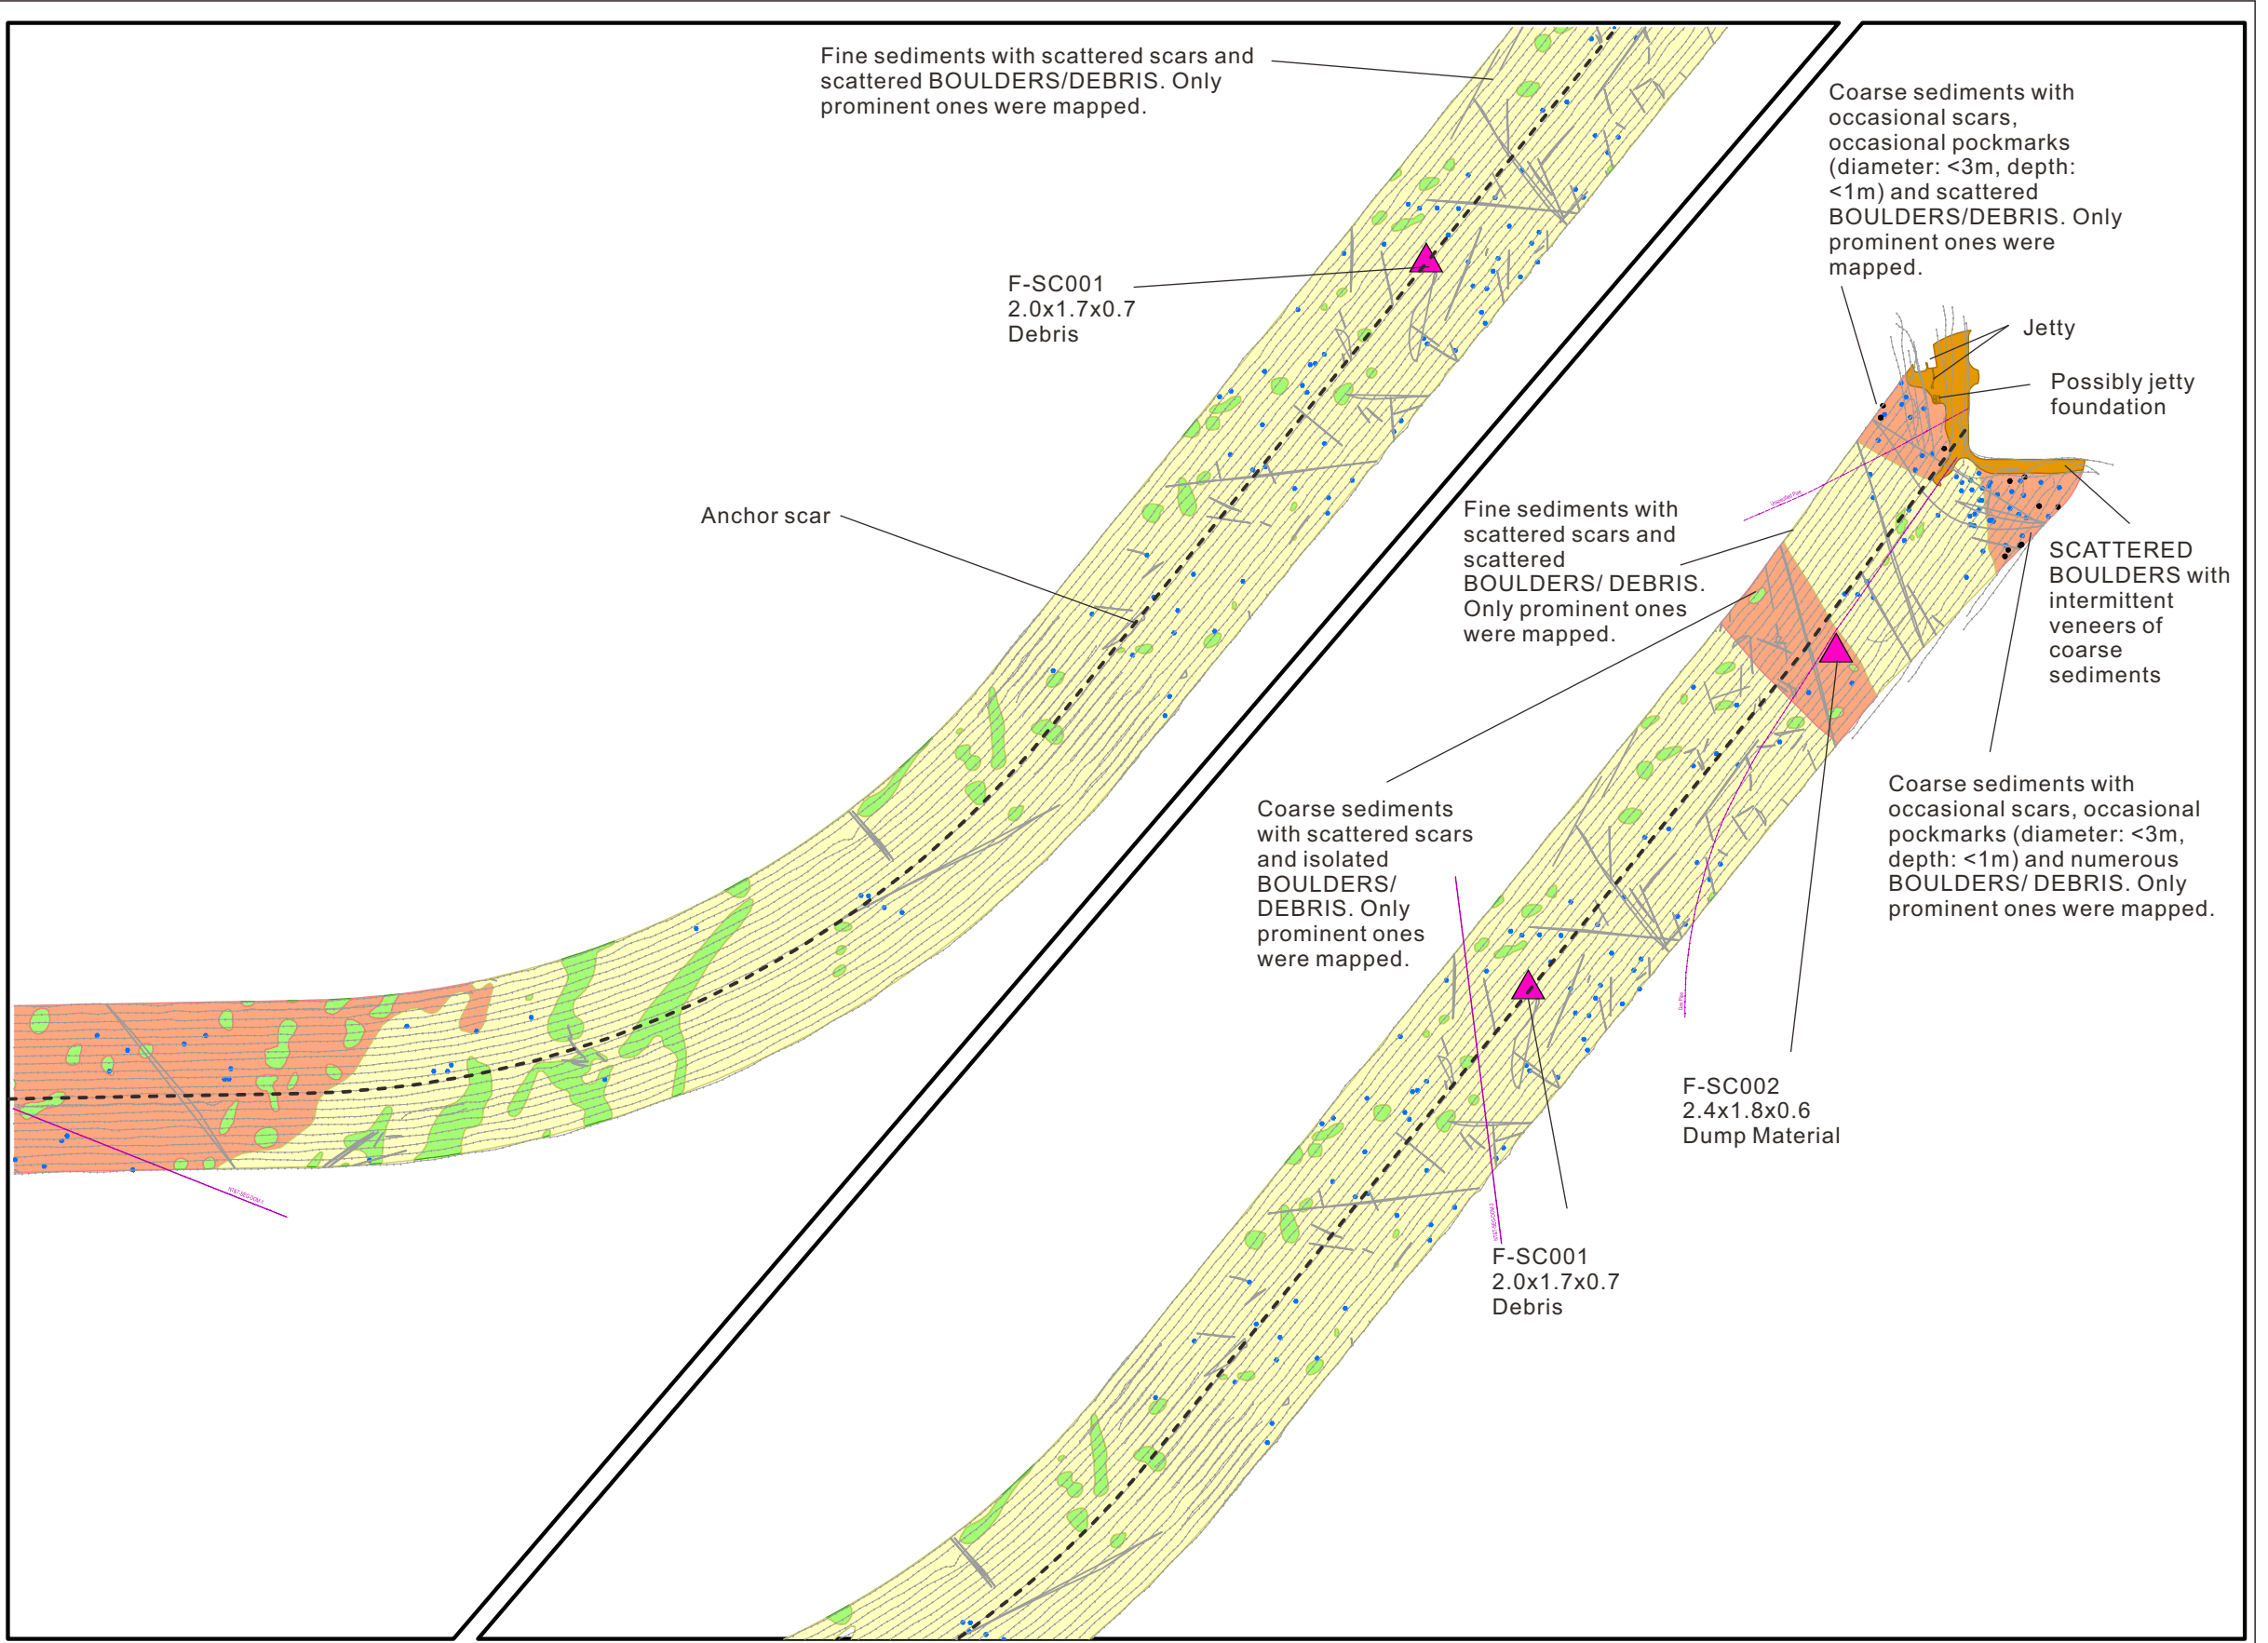 Fine sediments with scattered scars and
scattered BOULDERS/DEBRIS. Only
prominent ones were mapped.
F-SC001
2.0x1.7x0.7
Debris
Anchor scar
Coarse sediments with
occasional scars,
occasional pockmarks
(diameter: <3m, depth:
<1m) and scattered
BOULDERS/DEBRIS. Only
prominent ones were
mapped.
Jetty
Possibly jetty
foundation
Fine sediments with
scattered scars and
scattered
BOULDERS/ DEBRIS.
Only prominent ones
were mapped.
SCATTERED
BOULDERS with
intermittent
veneers of
coarse
sediments
Coarse sediments
with scattered scars
and isolated
BOULDERS/
DEBRIS. Only
prominent ones
were mapped.
Coarse sediments with
occasional scars, occasional
pockmarks (diameter: <3m,
depth: <1m) and numerous
BOULDERS/ DEBRIS. Only
prominent ones were mapped.
F-SC002
2.4x1.8x0.6
Dump Material
F-SC001
2.0x1.7x0.7
Debris